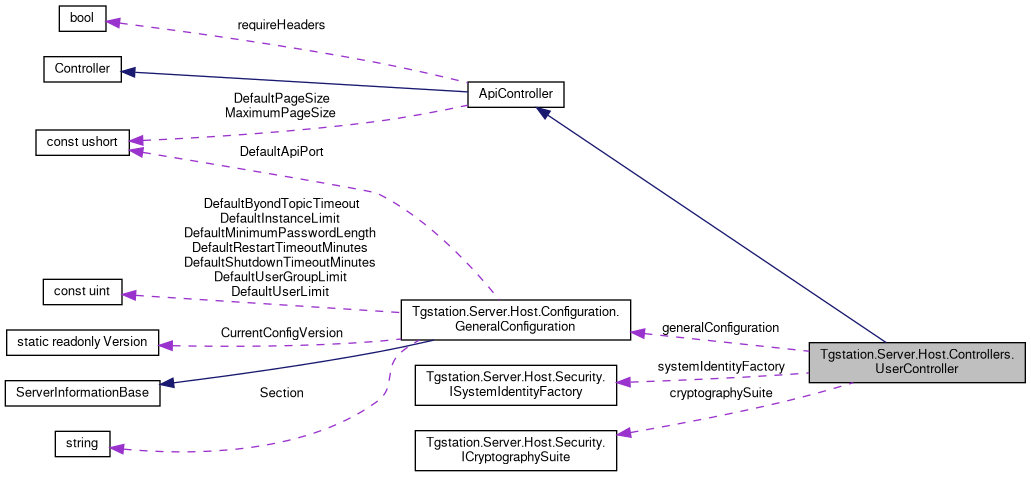 bool
requireHeaders
Controller
ApiController
DefaultPageSize
MaximumPageSize
const ushort
DefaultApiPort
DefaultByondTopicTimeout
DefaultInstanceLimit
DefaultMinimumPasswordLength
DefaultRestartTimeoutMinutes
DefaultShutdownTimeoutMinutes
DefaultUserGroupLimit
DefaultUserLimit
const uint
Tgstation.Server.Host.Configuration.
GeneralConfiguration
generalConfiguration
static readonly Version
CurrentConfigVersion
Tgstation.Server.Host.Controllers.
UserController
systemIdentityFactory
Tgstation.Server.Host.Security.
ISystemIdentityFactory
ServerInformationBase
Section
cryptographySuite
string
Tgstation.Server.Host.Security.
ICryptographySuite